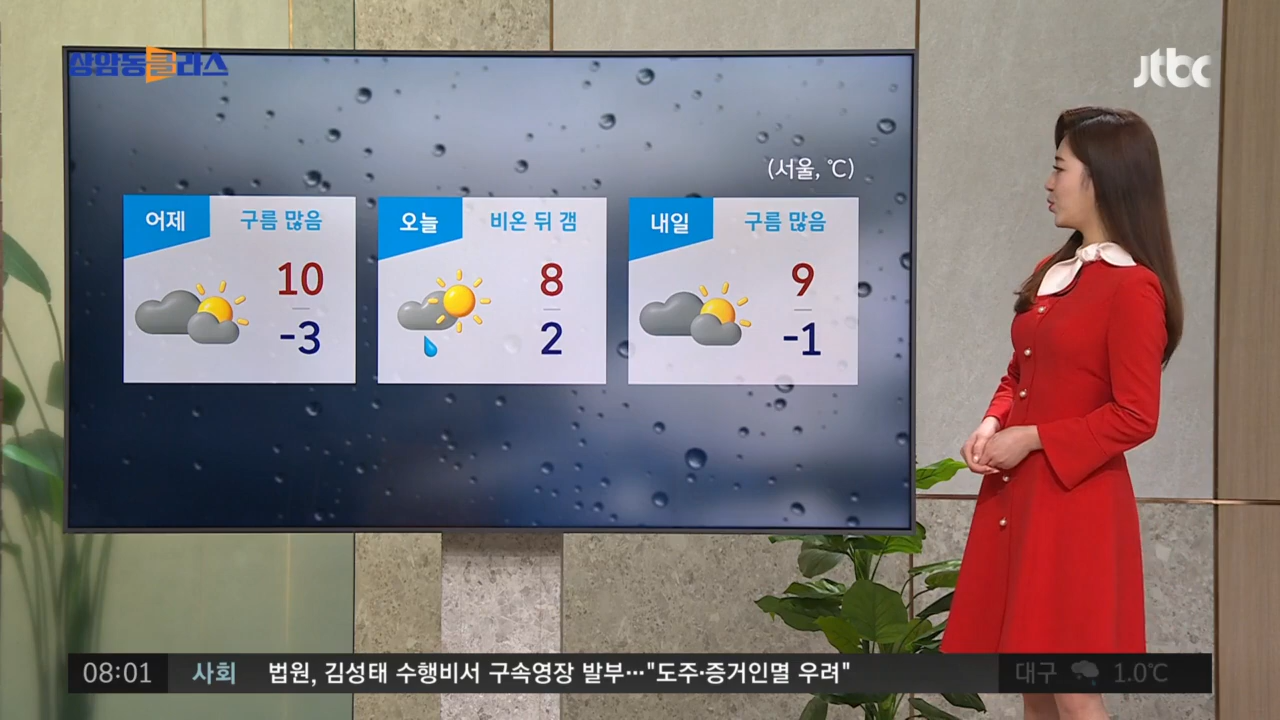 상암동클라스
jtbc
(서울, ℃)
어제 구름 많음
10
-3
오늘 비온 뒤 갬
8
2
내일 구름 많음
9
-1
08:01 사회 법원, 김성태 수행비서 구속영장 발부…"도주·증거인멸 우려" 대구 1.0℃